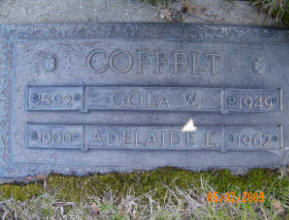 COFFELT
1892 GOLA W. 1949
1900 ADELAIDE L. 1962